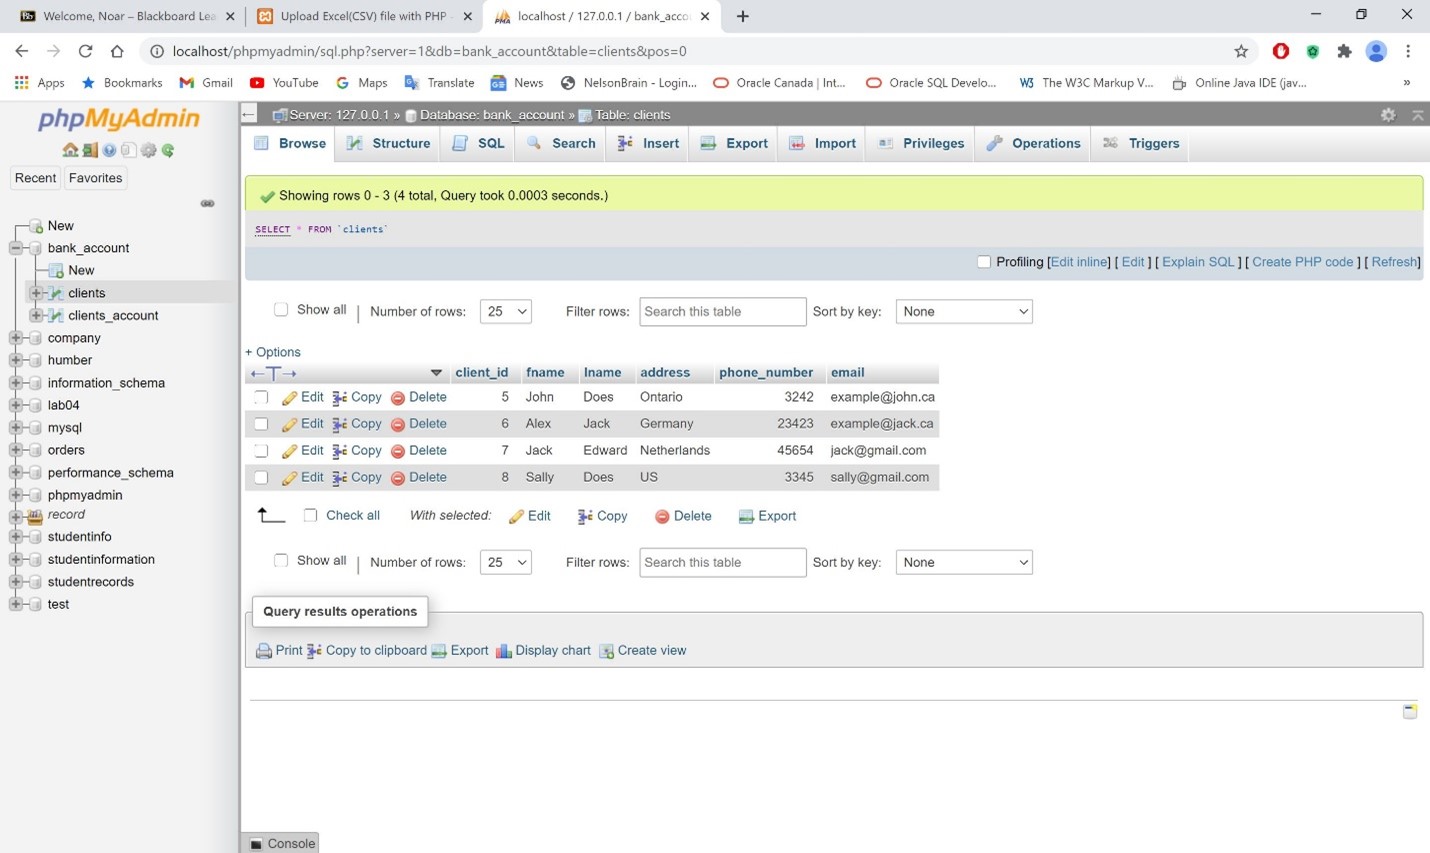 Welcome, Noar – Blackboard Lea
Upload Excel(CSV) file with PHP -
localhost / 127.0.0.1 / bank_acco
localhost/phpmyadmin/sql.php?server=1&db=bank_account&table=clients&pos=0
Apps Bookmarks Gmail YouTube Maps Translate News NelsonBrain - Login... Oracle Canada | Int... Oracle SQL Develo... W3 The W3C Markup V... Online Java IDE (jav... »
phpMyAdmin
Recent Favorites
New
bank_account
New
clients
clients_account
company
humber
information_schema
lab04
mysql
orders
performance_schema
phpmyadmin
record
studentinfo
studentinformation
studentrecords
test
Server: 127.0.0.1 » Database: bank_account » Table: clients
Browse Structure SQL Search Insert Export Import Privileges Operations Triggers
Showing rows 0 - 3 (4 total, Query took 0.0003 seconds.)
SELECT * FROM `clients`
Profiling [Edit inline] [ Edit ] [ Explain SQL ] [ Create PHP code ] [ Refresh]
Show all | Number of rows: 25 Filter rows: Search this table Sort by key: None
+ Options
←T→ client_id fname lname address phone_number email
Edit Copy Delete 5 John Does Ontario 3242 example@john.ca
Edit Copy Delete 6 Alex Jack Germany 23423 example@jack.ca
Edit Copy Delete 7 Jack Edward Netherlands 45654 jack@gmail.com
Edit Copy Delete 8 Sally Does US 3345 sally@gmail.com
Check all With selected: Edit Copy Delete Export
Show all | Number of rows: 25 Filter rows: Search this table Sort by key: None
Query results operations
Print Copy to clipboard Export Display chart Create view
Console